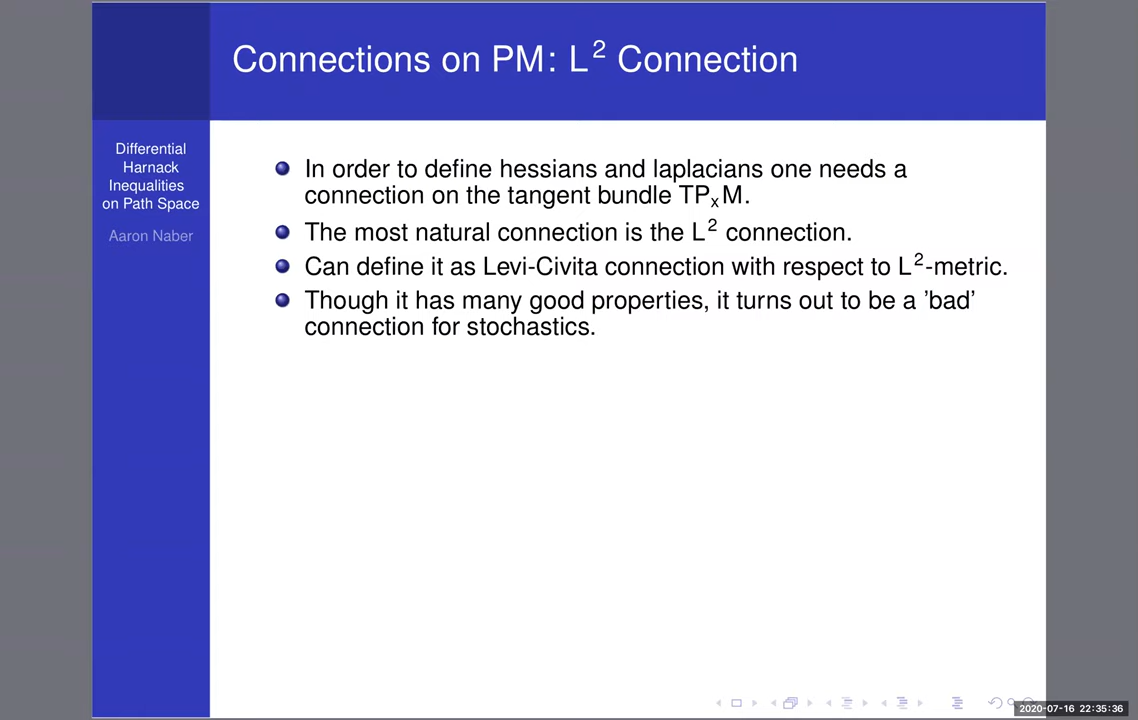 Connections on PM: L² Connection
Differential
Harnack
Inequalities
on Path Space
Aaron Naber
In order to define hessians and laplacians one needs a
connection on the tangent bundle TPₓM.
The most natural connection is the L² connection.
Can define it as Levi-Civita connection with respect to L²-metric.
Though it has many good properties, it turns out to be a 'bad'
connection for stochastics.
2020-07-16 22:35:36